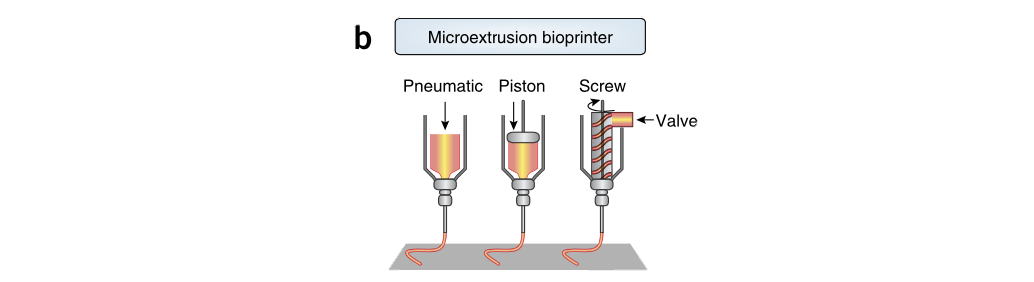 b
Microextrusion bioprinter
Pneumatic Piston Screw
Valve